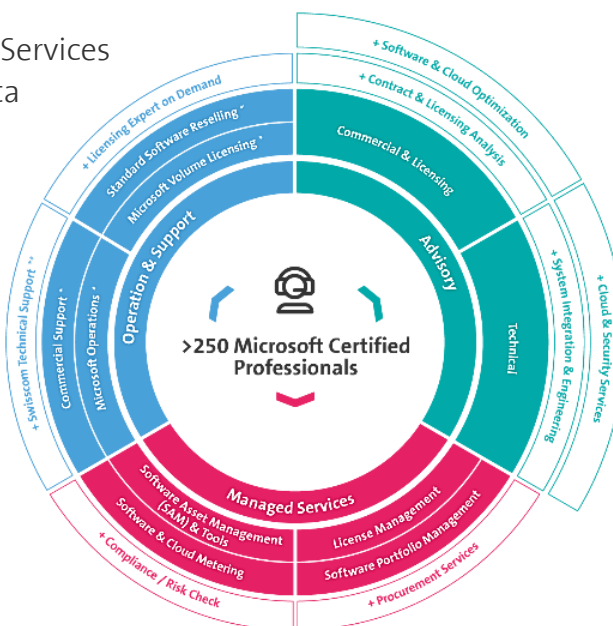 Services
ta
+ Software & Cloud Optimization
+ Contract & Licensing Analysis
Commercial & Licensing
Advisory
Technical
+ System Integration & Engineering
+ Cloud & Security Services
+ Licensing Expert on Demand
Standard Software Reselling *
Microsoft Volume Licensing *
Operation & Support
Microsoft Operations *
Commercial Support *
+ Swisscom Technical Support **
>250 Microsoft Certified
Professionals
Managed Services
Software Asset Management
(SAM) & Tools
Software & Cloud Metering
+ Compliance / Risk Check
License Management
Software Portfolio Management
+ Procurement Services